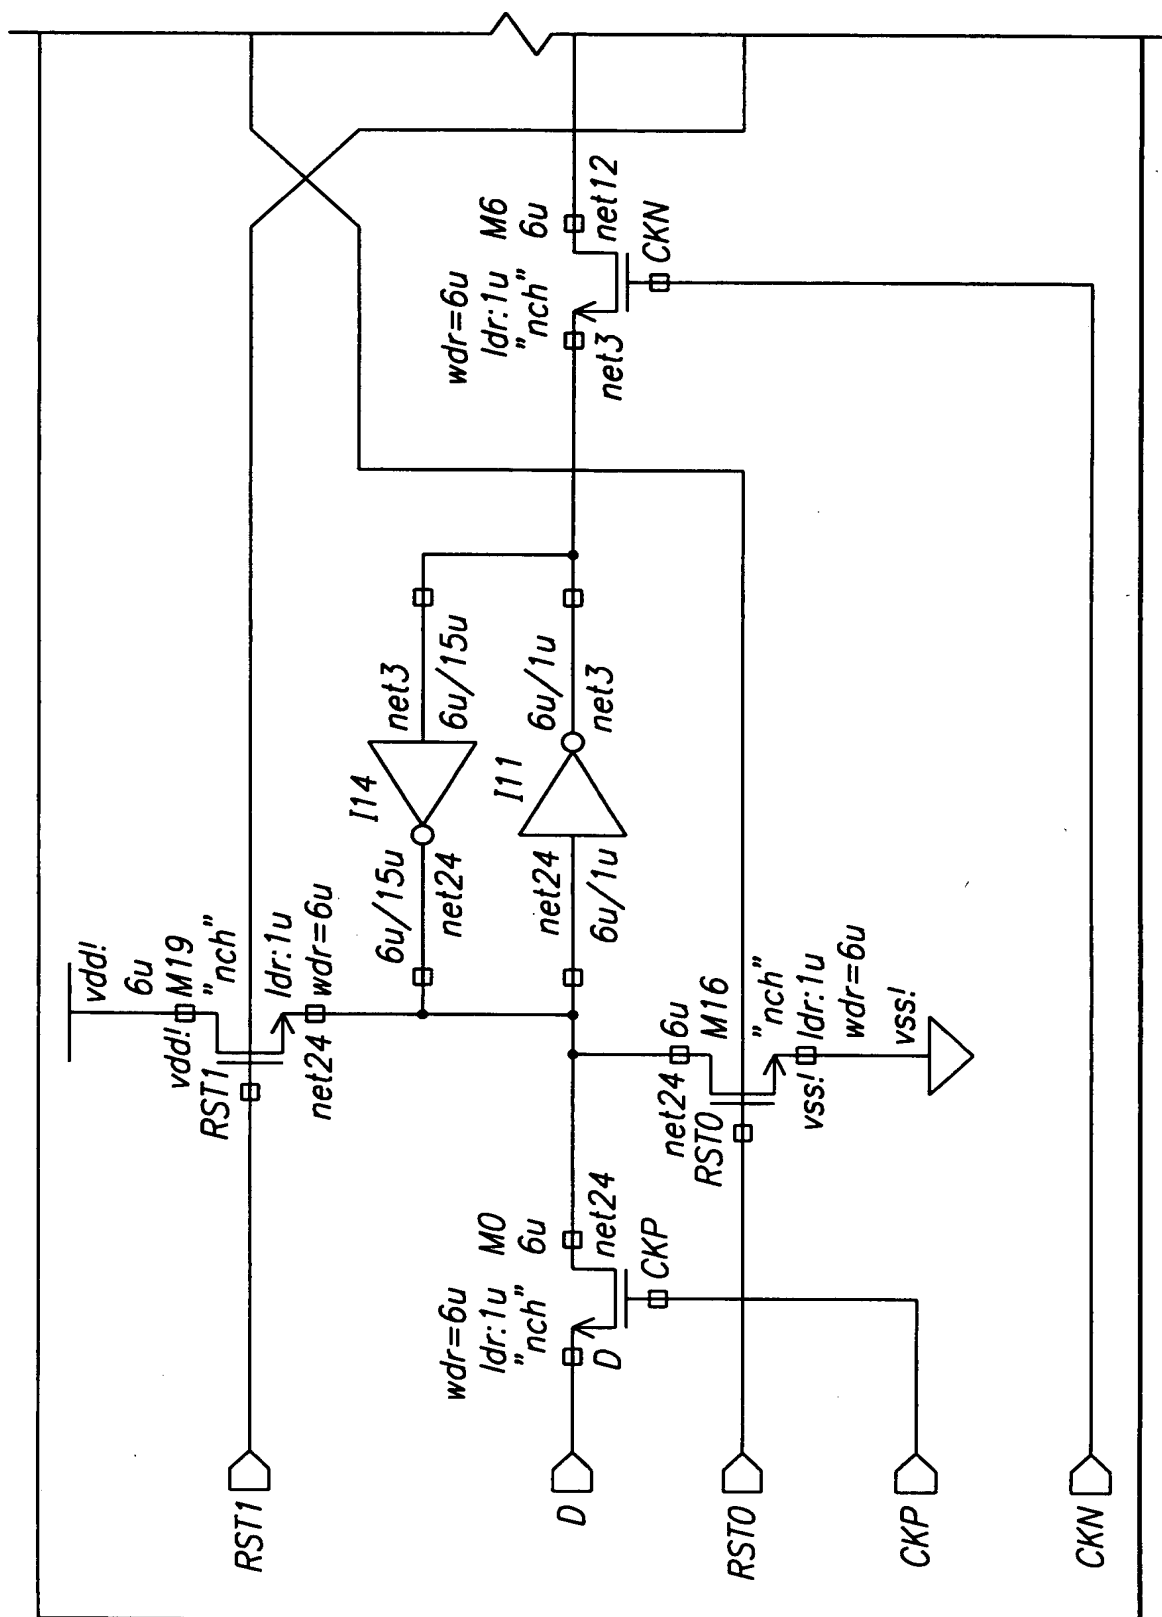 RST1
D
RST0
CKP
CKN
vdd!
6u
M19
"nch"
vdd!
RST1
ldr:1u
wdr=6u
net24
wdr=6u
ldr:1u
"nch"
M0
6u
D
net24
CKP
6u
M16
"nch"
net24
RST0
ldr:1u
wdr=6u
vss!
vss!
I14
net3
6u/15u
6u/15u
net24
I11
6u/1u
net3
net24
6u/1u
wdr=6u
ldr:1u
"nch"
M6
6u
net3
net12
CKN